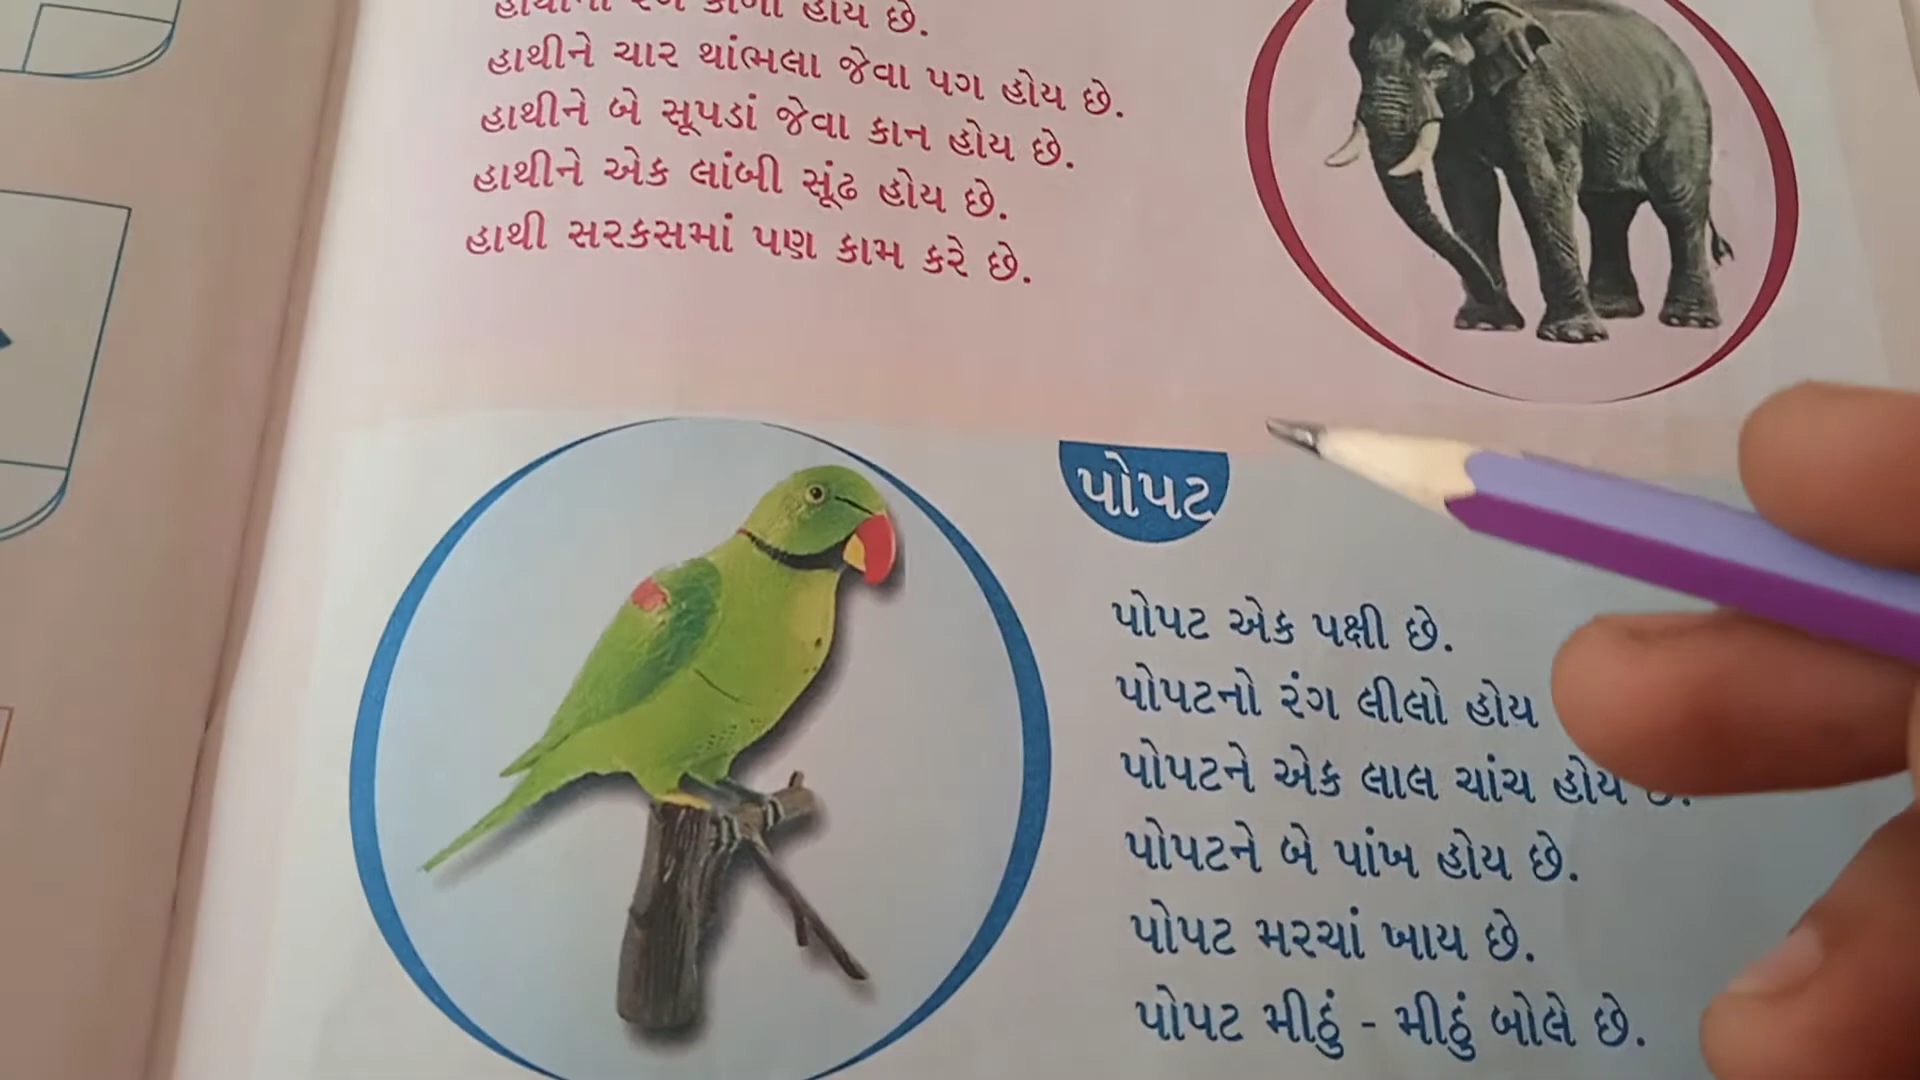 હોય છે.
હાથીને ચાર થાંભલા જેવા પગ હોય છે.
હાથીને બે સૂપડાં જેવા કાન હોય છે.
હાથીને એક લાંબી સૂંઢ હોય છે.
હાથી સરકસમાં પણ કામ કરે છે.
પોપટ
પોપટ એક પક્ષી છે.
પોપટનો રંગ લીલો હોય
પોપટને એક લાલ ચાંચ હોય છે.
પોપટને બે પાંખ હોય છે.
પોપટ મરચાં ખાય છે.
પોપટ મીઠું - મીઠું બોલે છે.